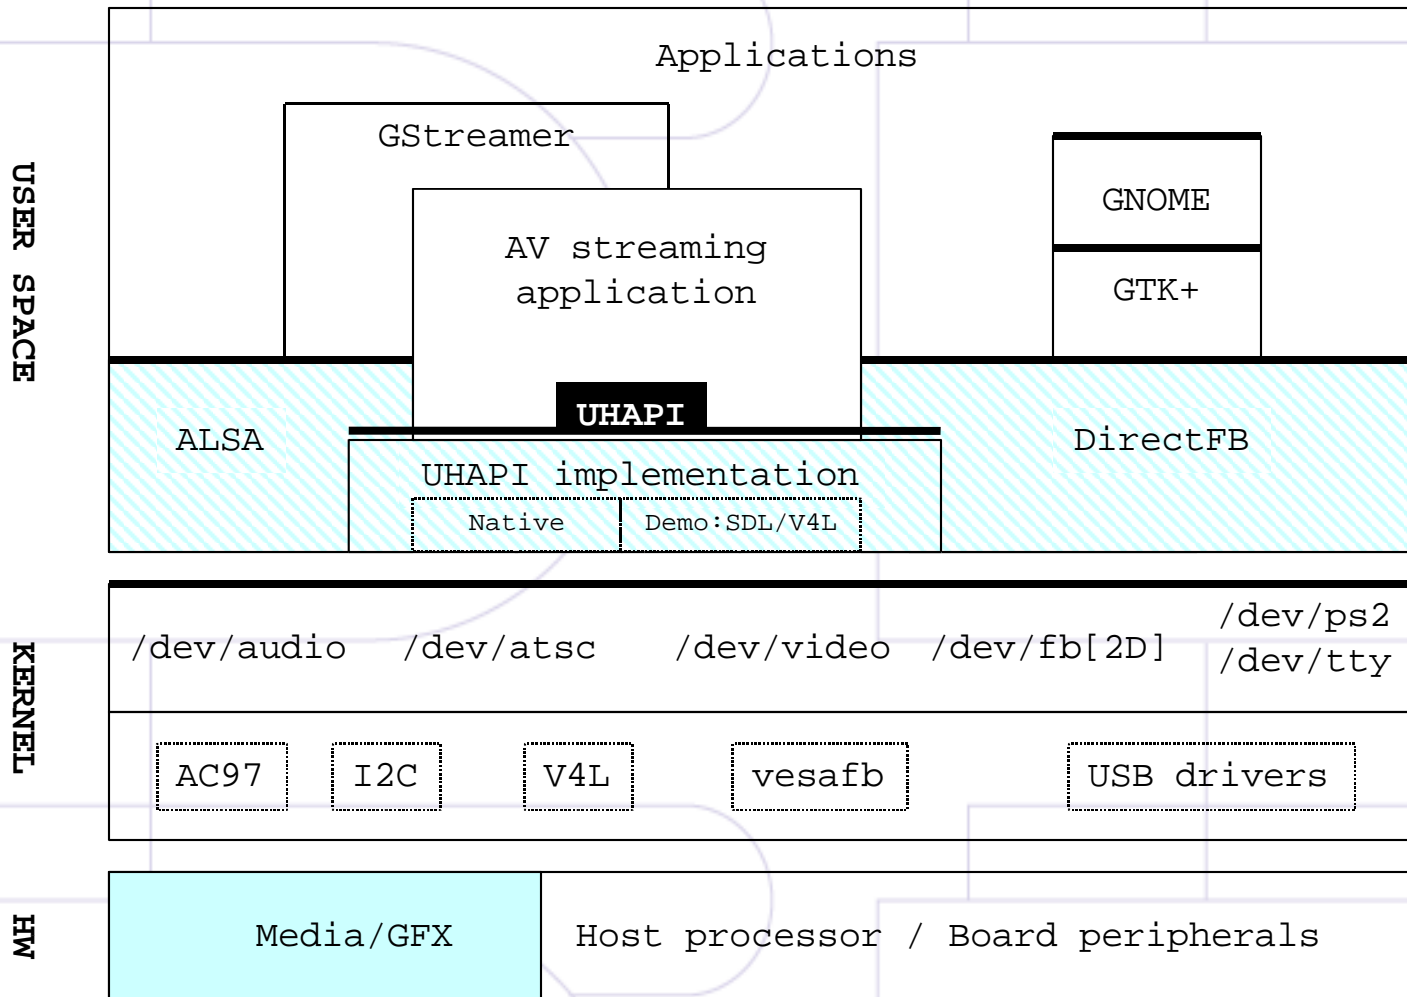 Applications
GStreamer
USER SPACE
GNOME
AV streaming
application
GTK+
UHAPI
ALSA
DirectFB
UHAPI implementation
Native
Demo:SDL/V4L
KERNEL
/dev/audio
/dev/atsc
/dev/video
/dev/fb[2D]
/dev/ps2
/dev/tty
AC97
I2C
V4L
vesafb
USB drivers
HW
Media/GFX
Host processor / Board peripherals